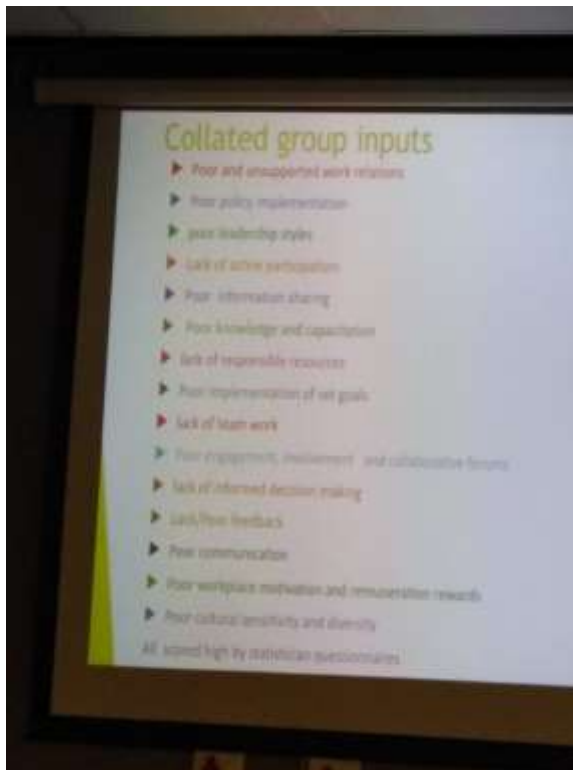 Collated group inputs
Poor and unsupported work relations
Poor policy implementation
poor leadership styles
Lack of active participation
Poor information sharing
Poor knowledge and capacitation
lack of responsible resources
Poor implementation of set goals
lack of team work
Poor engagement, involvement and collaborative forums
lack of informed decision making
Lack/Poor feedback
Poor communication
Poor workplace motivation and remuneration rewards
Poor cultural sensitivity and diversity
All scored high by statistician questionnaires